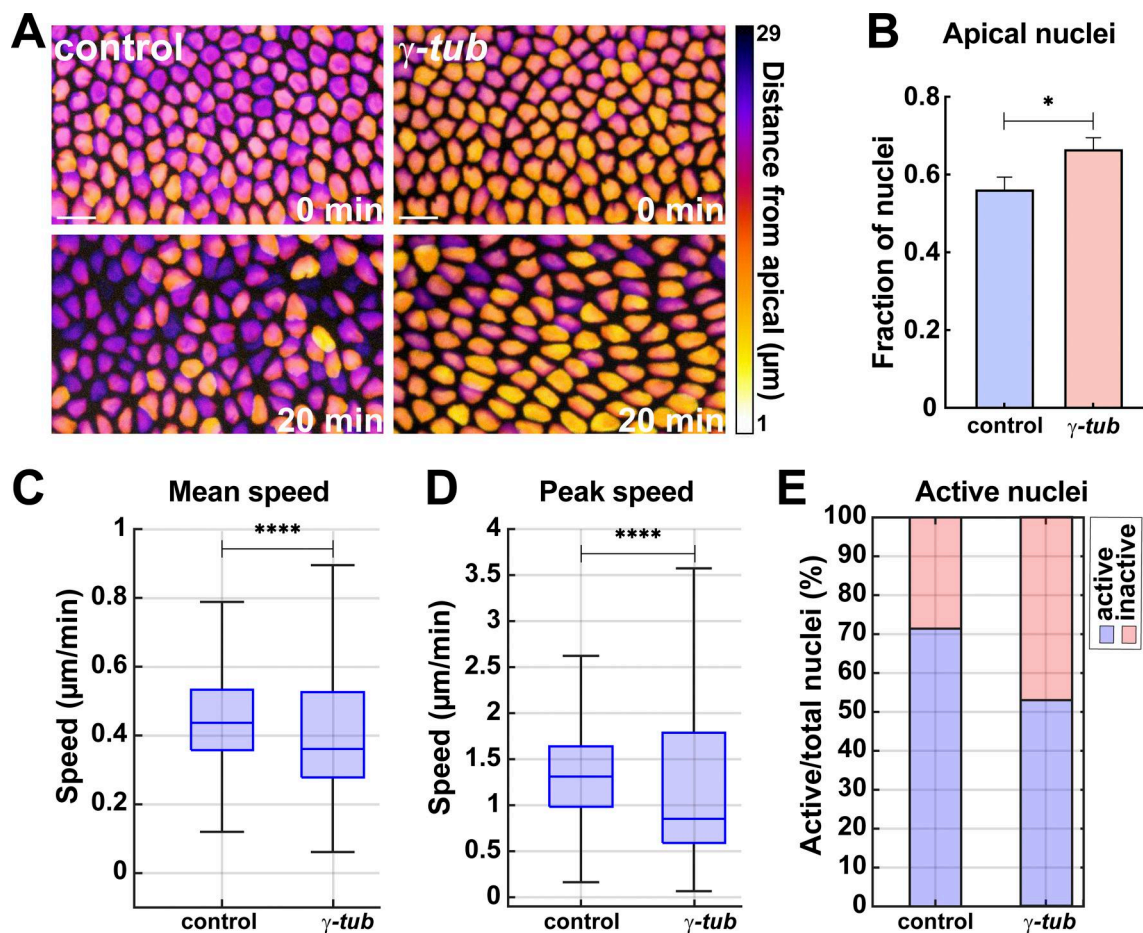 A
control
γ-tub
0 min
0 min
20 min
20 min
29
Distance from apical (µm)
1
B
Apical nuclei
*
0.8
0.6
0.4
0.2
0
Fraction of nuclei
control
γ-tub
C
Mean speed
****
1
0.8
0.6
0.4
0.2
0
Speed (µm/min)
control
γ-tub
D
Peak speed
****
4
3.5
3
2.5
2
1.5
1
0.5
0
Speed (µm/min)
control
γ-tub
E
Active nuclei
100
90
80
70
60
50
40
30
20
10
0
Active/total nuclei (%)
control
γ-tub
active
inactive